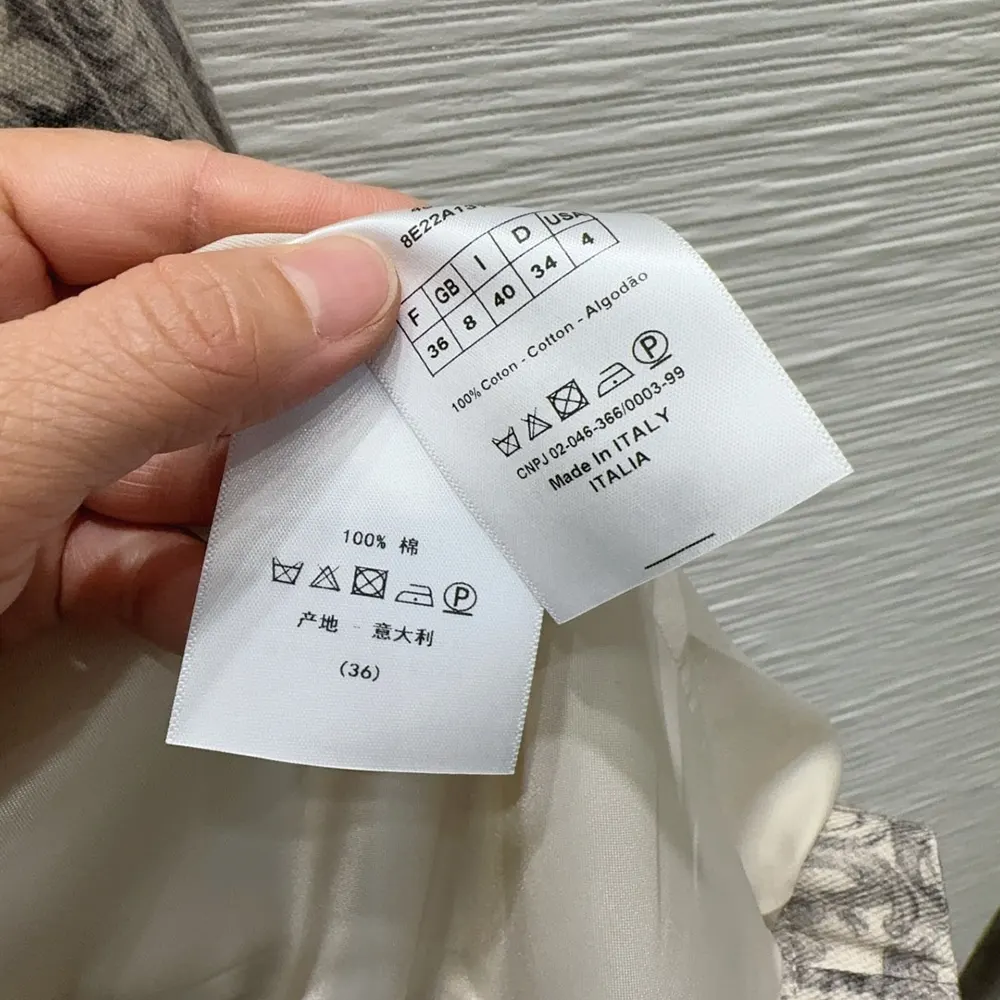 8E22A13
F GB I D USA
36 8 40 34 4
100% Coton - Cotton - Algodão
P
CNPJ 02-046-366/0003-99
Made In ITALY
ITALIA
100% 棉
P
产地 - 意大利
(36)